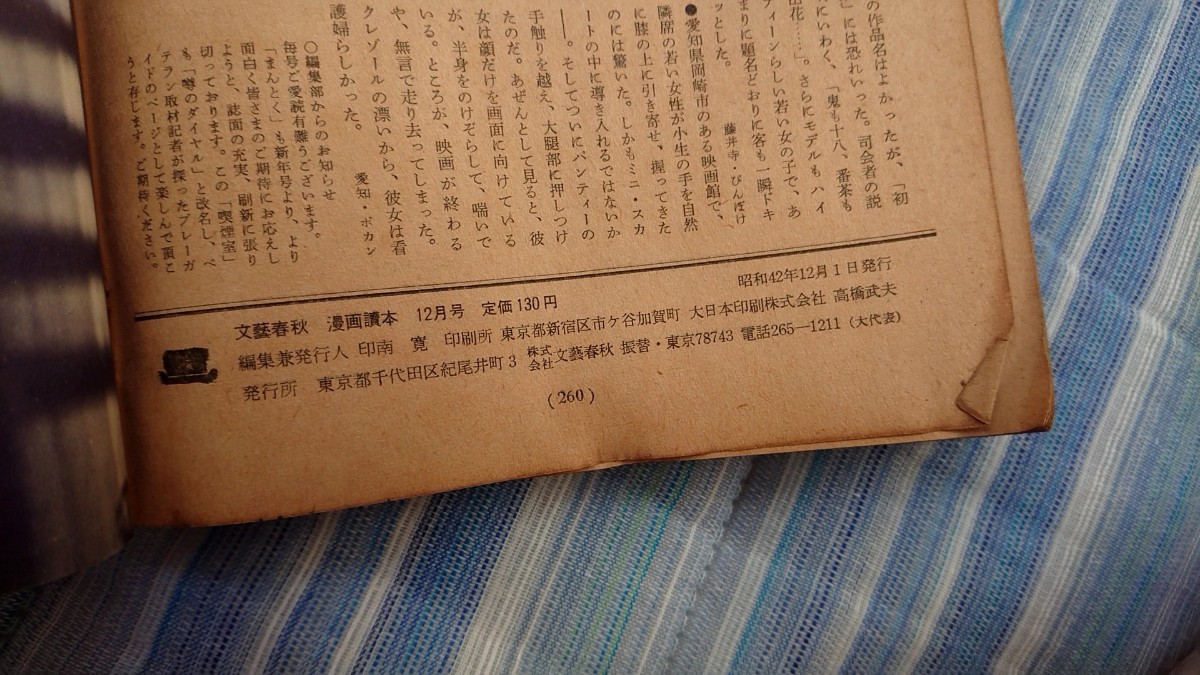 の作品名はよかったが、「初
」には恐れいった。司会者の説
にいわく、「鬼も十八、番茶も
出花……」。さらにモデルもハイ
ティーンらしい若い女の子で、あ
まりに題名どおりに客も一瞬ドキ
ッとした。
藤井寺・びんぼけ
●愛知県岡崎市のある映画館で、
隣席の若い女性が小生の手を自然
に膝の上に引き寄せ、握ってきた
のには驚いた。しかもミニ・スカ
ートの中に導き入れるではないか
――。そしてついにパンティーの
手触りを越え、大腿部に押しつけ
たのだ。あぜんとして見ると、彼
女は顔だけを画面に向けている
が、半身をのけぞらして、喘いで
いる。ところが、映画が終わる
や、無言で走り去ってしまった。
クレゾールの漂いから、彼女は看
護婦らしかった。
愛知・ボカン
○編集部からのお知らせ
毎号ご愛読有難うございます。
「まんとく」も新年号より、より
面白く皆さまのご期待にお応えし
ようと、誌面の充実、刷新に張り
切っております。この「喫煙室」
も「噂のダイヤル」と改名し、ベ
テラン取材記者が探ったプレーガ
イドのページとして楽しんで頂こ
うと存じます。ご期待ください。
昭和42年12月1日発行
文藝春秋 漫画讀本 12月号 定価130円
編集兼発行人 印南 寛 印刷所 東京都新宿区市ケ谷加賀町 大日本印刷株式会社 高橋武夫
発行所 東京都千代田区紀尾井町3 株式会社文藝春秋 振替・東京78743 電話265―1211(大代表)
(260)